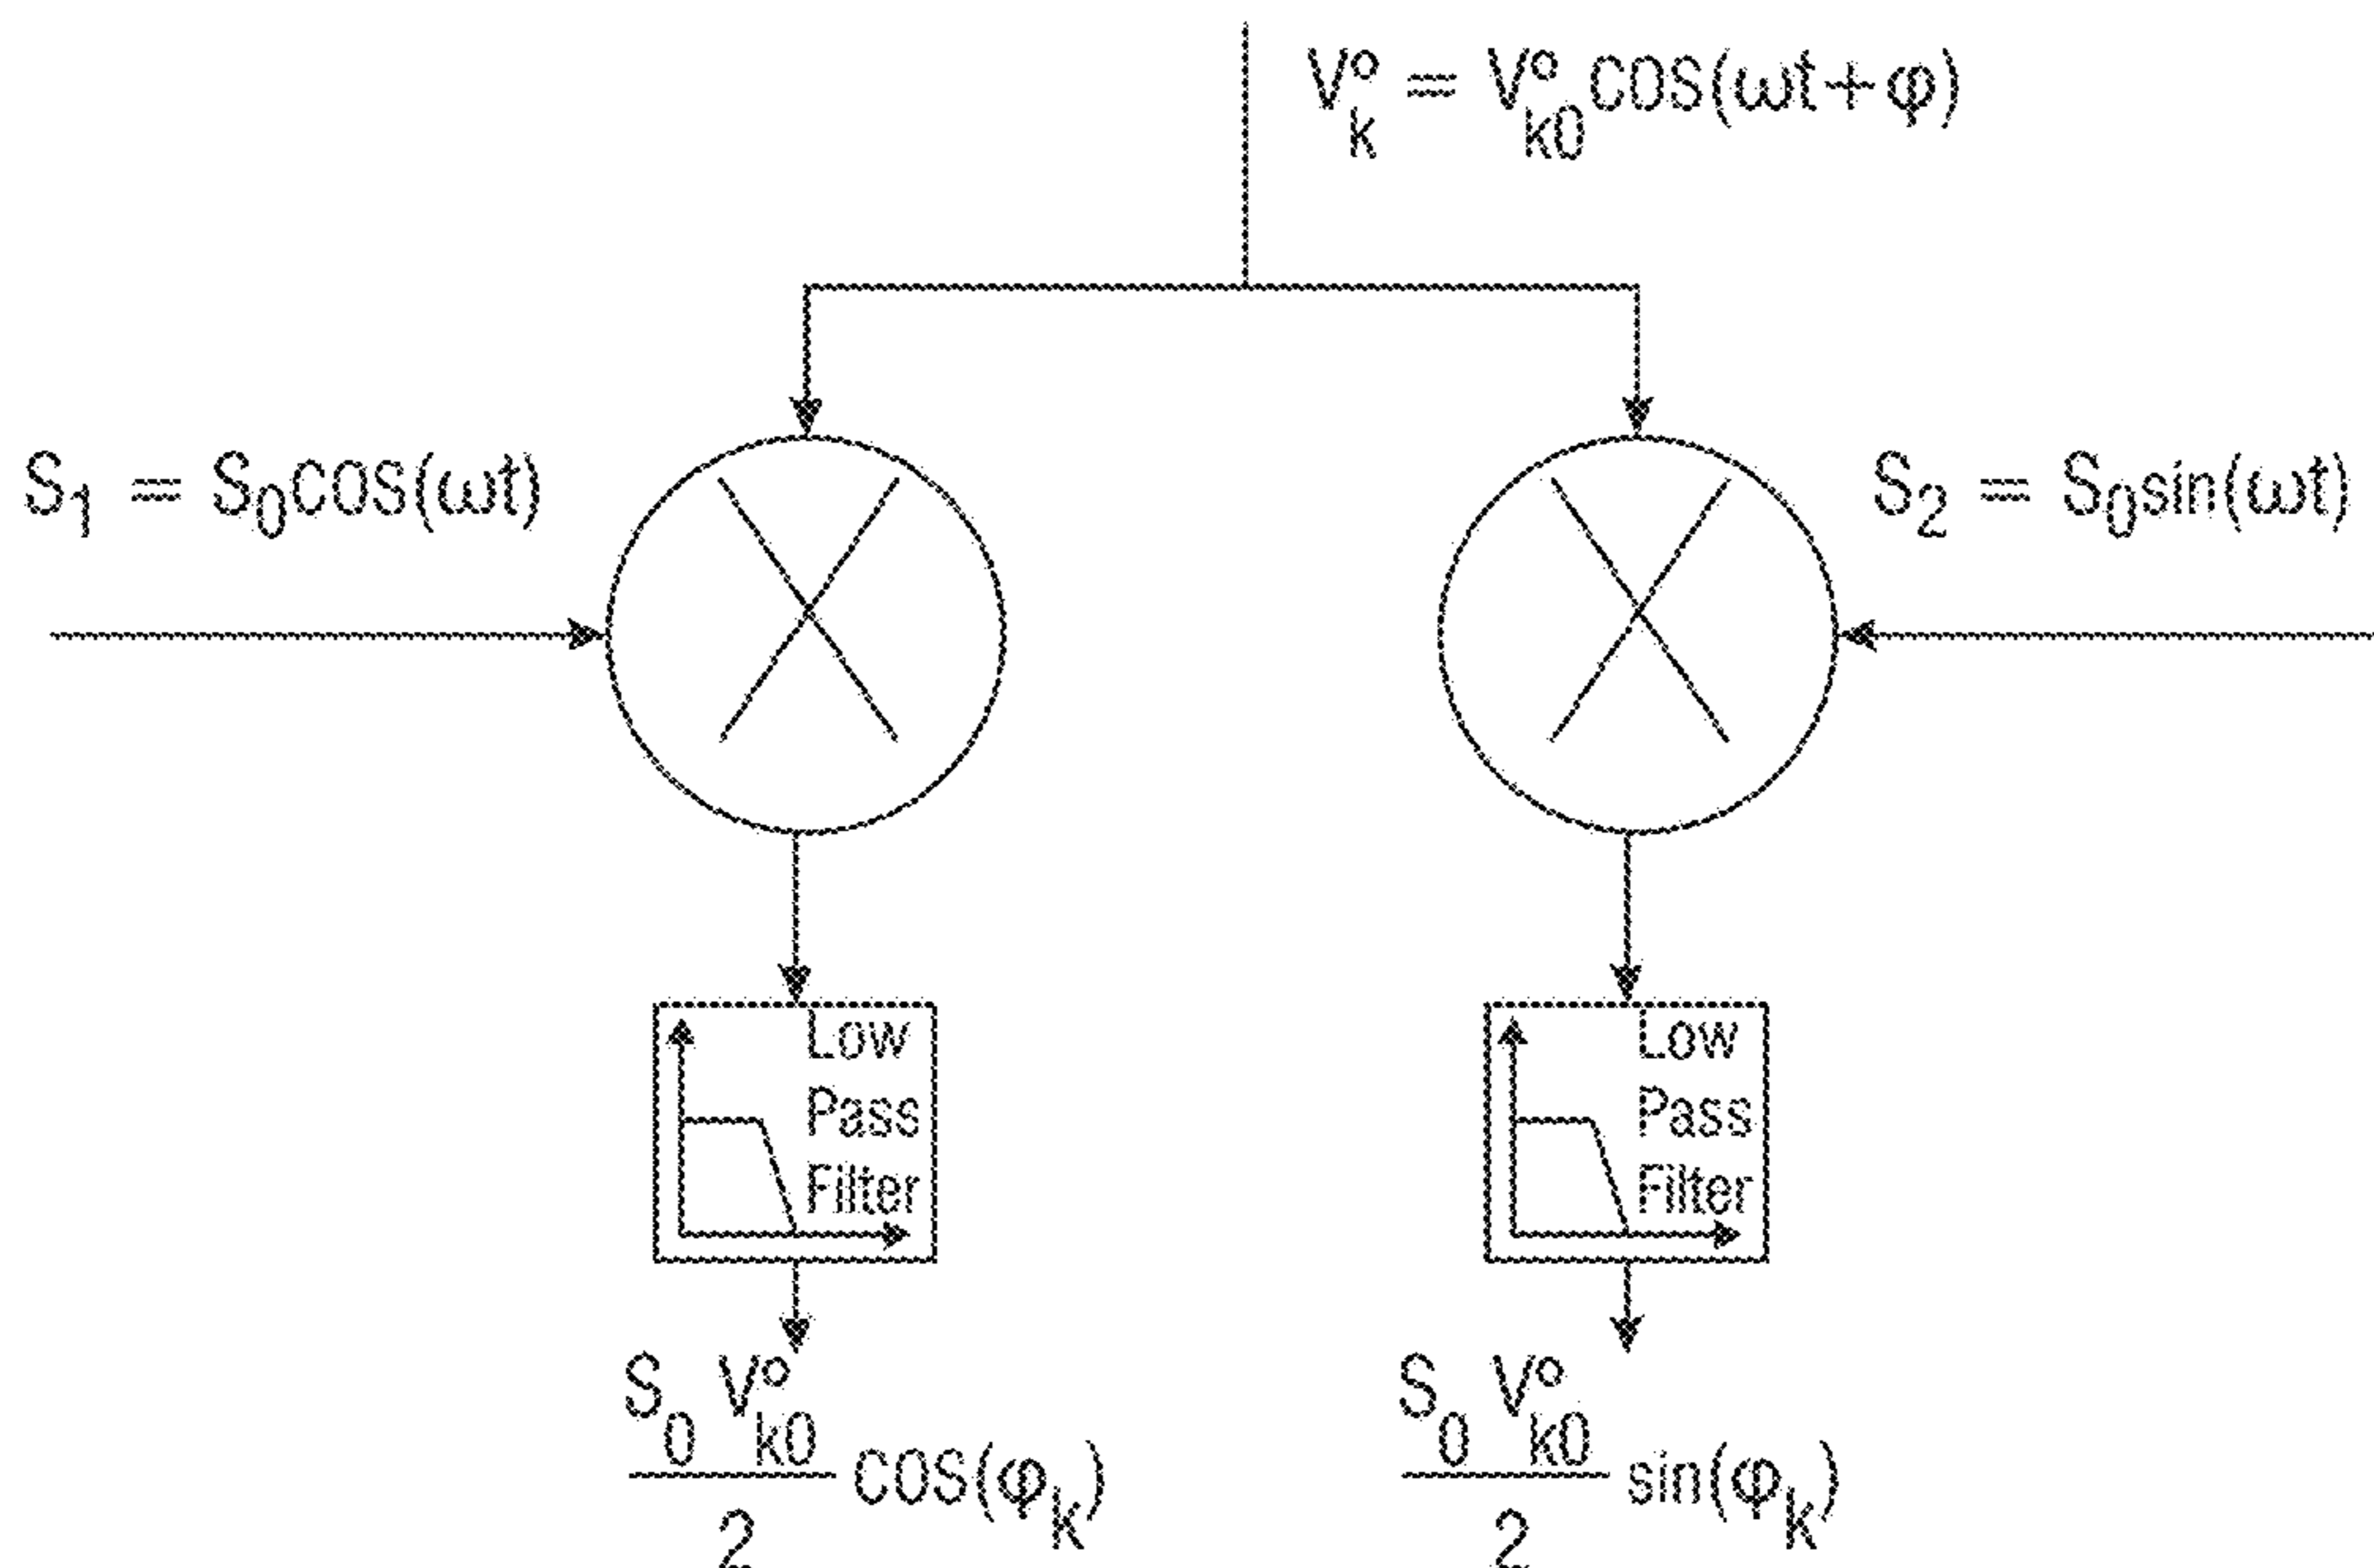 V°k = V°k0 cos(ωt+φ)
S1 = S0cos(ωt)
S2 = S0sin(ωt)
Low
Pass
Filter
Low
Pass
Filter
S0 V°k0
2
cos(φk)
S0 V°k0
2
sin(φk)